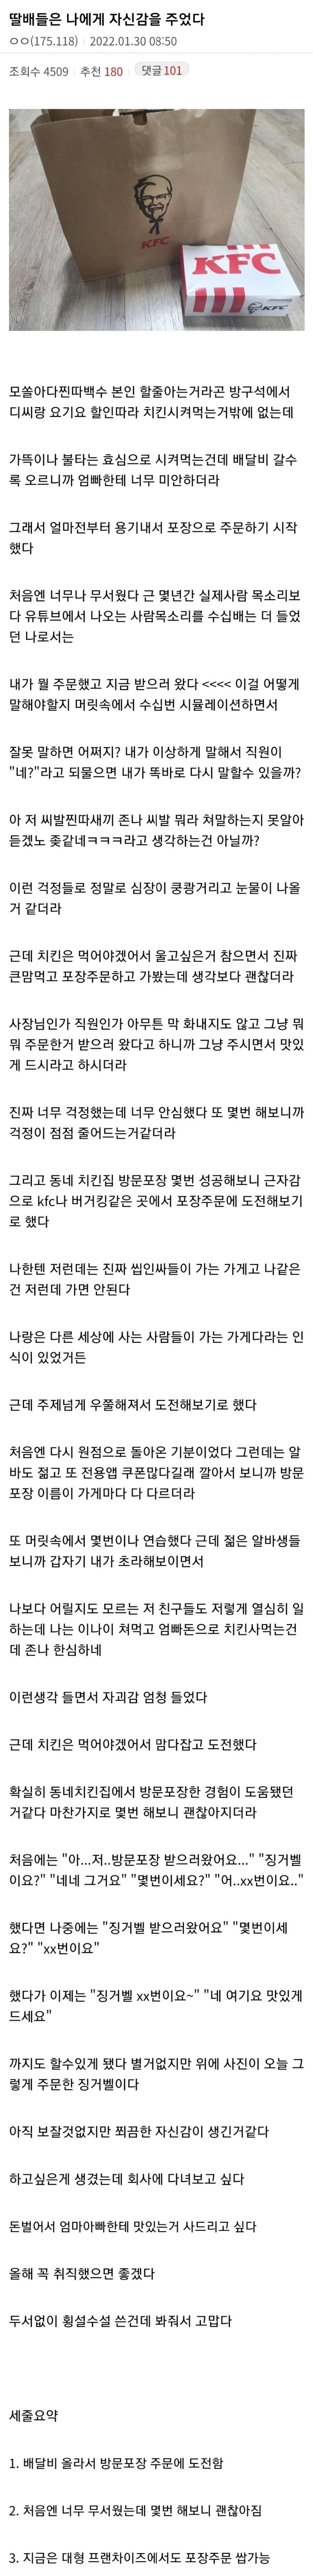 딸배들은 나에게 자신감을 주었다
ㅇㅇ(175.118) 2022.01.30 08:50
조회수 4509 추천 180 댓글 101
KFC
KFC
KFC
모쏠아다찐따백수 본인 할줄아는거라곤 방구석에서
디씨랑 요기요 할인따라 치킨시켜먹는거밖에 없는데
가뜩이나 불타는 효심으로 시켜먹는건데 배달비 갈수
록 오르니까 엄빠한테 너무 미안하더라
그래서 얼마전부터 용기내서 포장으로 주문하기 시작
했다
처음엔 너무나 무서웠다 근 몇년간 실제사람 목소리보
다 유튜브에서 나오는 사람목소리를 수십배는 더 들었
던 나로서는
내가 뭘 주문했고 지금 받으러 왔다 <<<< 이걸 어떻게
말해야할지 머릿속에서 수십번 시뮬레이션하면서
잘못 말하면 어쩌지? 내가 이상하게 말해서 직원이
"네?"라고 되물으면 내가 똑바로 다시 말할수 있을까?
아 저 씨발찐따새끼 존나 씨발 뭐라 쳐말하는지 못알아
듣겠노 좆같네ㅋㅋㅋ라고 생각하는건 아닐까?
이런 걱정들로 정말로 심장이 쿵쾅거리고 눈물이 나올
거 같더라
근데 치킨은 먹어야겠어서 울고싶은거 참으면서 진짜
큰맘먹고 포장주문하고 가봤는데 생각보다 괜찮더라
사장님인가 직원인가 아무튼 막 화내지도 않고 그냥 뭐
뭐 주문한거 받으러 왔다고 하니까 그냥 주시면서 맛있
게 드시라고 하시더라
진짜 너무 걱정했는데 너무 안심했다 또 몇번 해보니까
걱정이 점점 줄어드는거같더라
그리고 동네 치킨집 방문포장 몇번 성공해보니 근자감
으로 kfc나 버거킹같은 곳에서 포장주문에 도전해보기
로 했다
나한텐 저런데는 진짜 씹인싸들이 가는 가게고 나같은
건 저런데 가면 안된다
나랑은 다른 세상에 사는 사람들이 가는 가게다라는 인
식이 있었거든
근데 주제넘게 우쭐해져서 도전해보기로 했다
처음엔 다시 원점으로 돌아온 기분이었다 그런데는 알
바도 젊고 또 전용앱 쿠폰많다길래 깔아서 보니까 방문
포장 이름이 가게마다 다 다르더라
또 머릿속에서 몇번이나 연습했다 근데 젊은 알바생들
보니까 갑자기 내가 초라해보이면서
나보다 어릴지도 모르는 저 친구들도 저렇게 열심히 일
하는데 나는 이나이 쳐먹고 엄빠돈으로 치킨사먹는건
데 존나 한심하네
이런생각 들면서 자괴감 엄청 들었다
근데 치킨은 먹어야겠어서 맘다잡고 도전했다
확실히 동네치킨집에서 방문포장한 경험이 도움됐던
거같다 마찬가지로 몇번 해보니 괜찮아지더라
처음에는 "아...저..방문포장 받으러왔어요..." "징거벨
이요?" "네네 그거요" "몇번이세요?" "어..xx번이요.."
했다면 나중에는 "징거벨 받으러왔어요" "몇번이세
요?" "xx번이요"
했다가 이제는 "징거벨 xx번이요~" "네 여기요 맛있게
드세요"
까지도 할수있게 됐다 별거없지만 위에 사진이 오늘 그
렇게 주문한 징거벨이다
아직 보잘것없지만 쬐끔한 자신감이 생긴거같다
하고싶은게 생겼는데 회사에 다녀보고 싶다
돈벌어서 엄마아빠한테 맛있는거 사드리고 싶다
올해 꼭 취직했으면 좋겠다
두서없이 횡설수설 쓴건데 봐줘서 고맙다
세줄요약
1. 배달비 올라서 방문포장 주문에 도전함
2. 처음엔 너무 무서웠는데 몇번 해보니 괜찮아짐
3. 지금은 대형 프랜차이즈에서도 포장주문 쌉가능